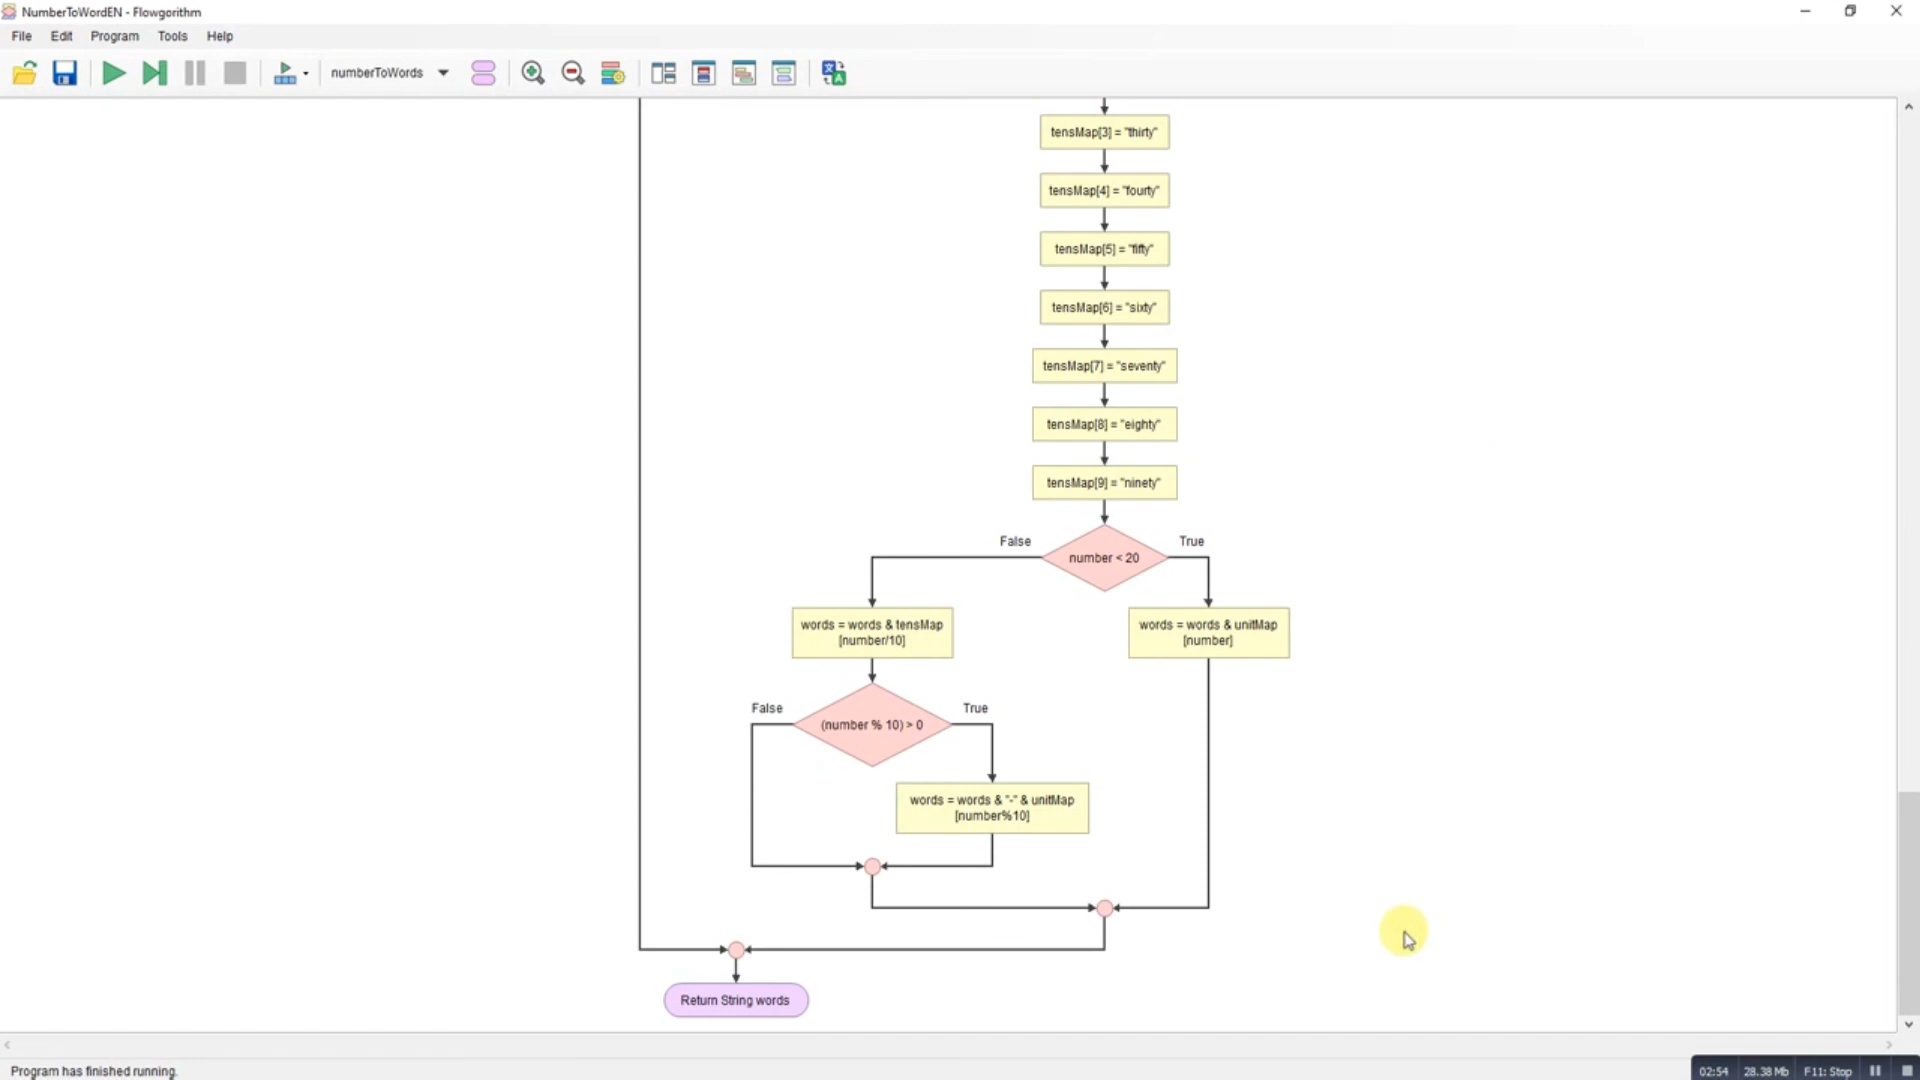 NumberToWordEN - Flowgorithm
File Edit Program Tools Help
numberToWords
tensMap[3] = "thirty"
tensMap[4] = "fourty"
tensMap[5] = "fifty"
tensMap[6] = "sixty"
tensMap[7] = "seventy"
tensMap[8] = "eighty"
tensMap[9] = "ninety"
False
number < 20
True
words = words & tensMap
[number/10]
words = words & unitMap
[number]
False
(number % 10) > 0
True
words = words & "-" & unitMap
[number%10]
Return String words
Program has finished running.
02:54 28.38 Mb F11: Stop